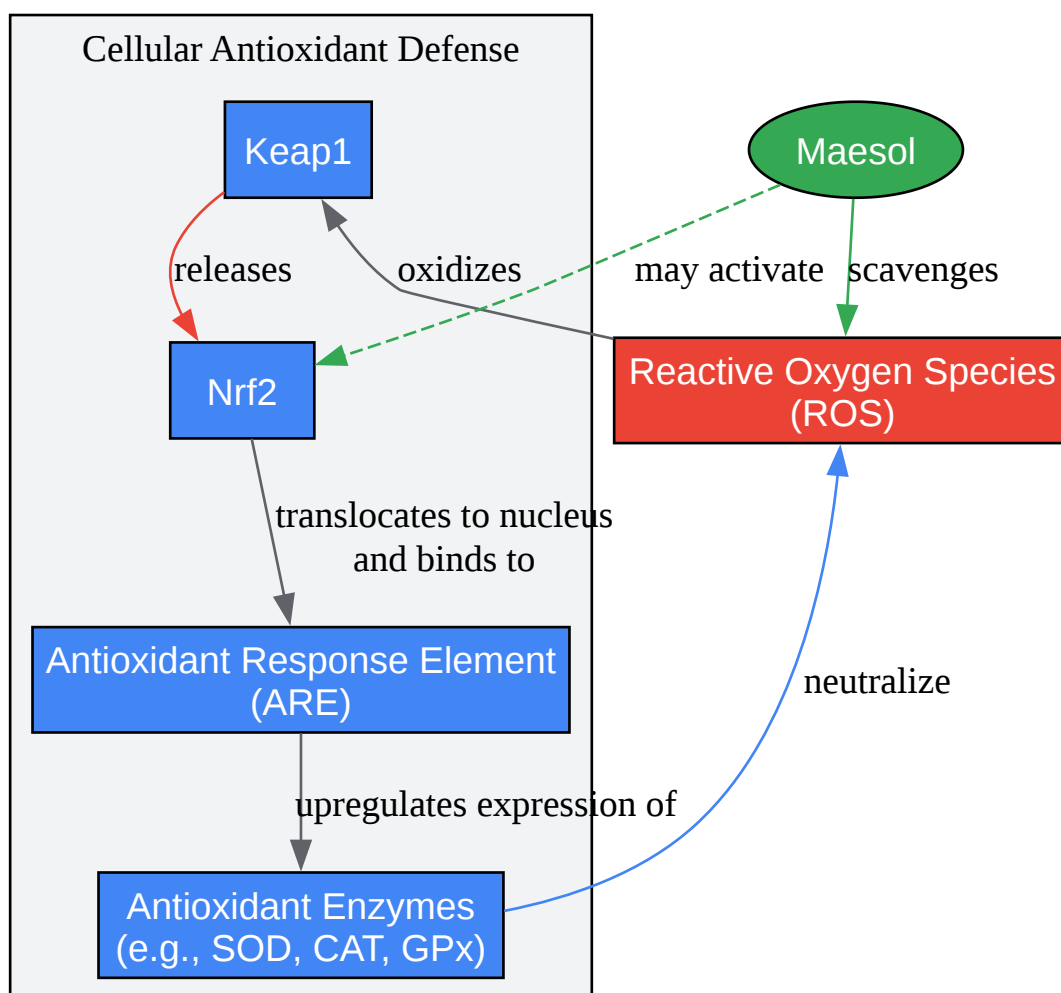 Cellular Antioxidant Defense
Keap1
Maesol
releases
oxidizes
may activate
scavenges
Nrf2
Reactive Oxygen Species
(ROS)
translocates to nucleus
and binds to
Antioxidant Response Element
(ARE)
neutralize
upregulates expression of
Antioxidant Enzymes
(e.g., SOD, CAT, GPx)